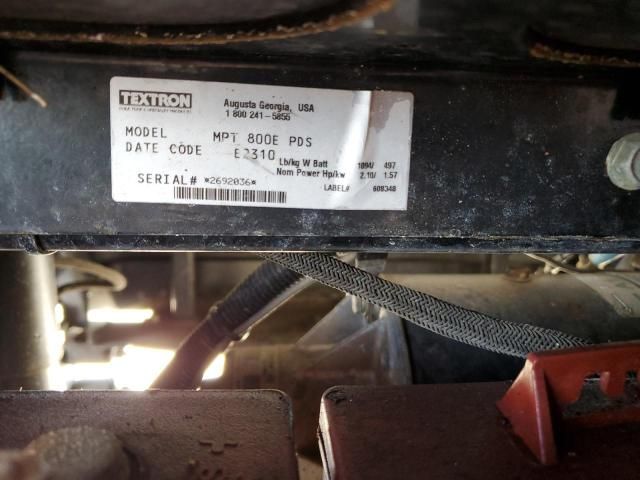 TEXTRON
Augusta Georgia, USA
1 800 241-5855
MODEL MPT 800E PDS
DATE CODE E2310
Lb/kg W Batt 1094/ 497
Nom Power Hp/kw 2.10/ 1.57
SERIAL# *2692036*
LABEL# 608348